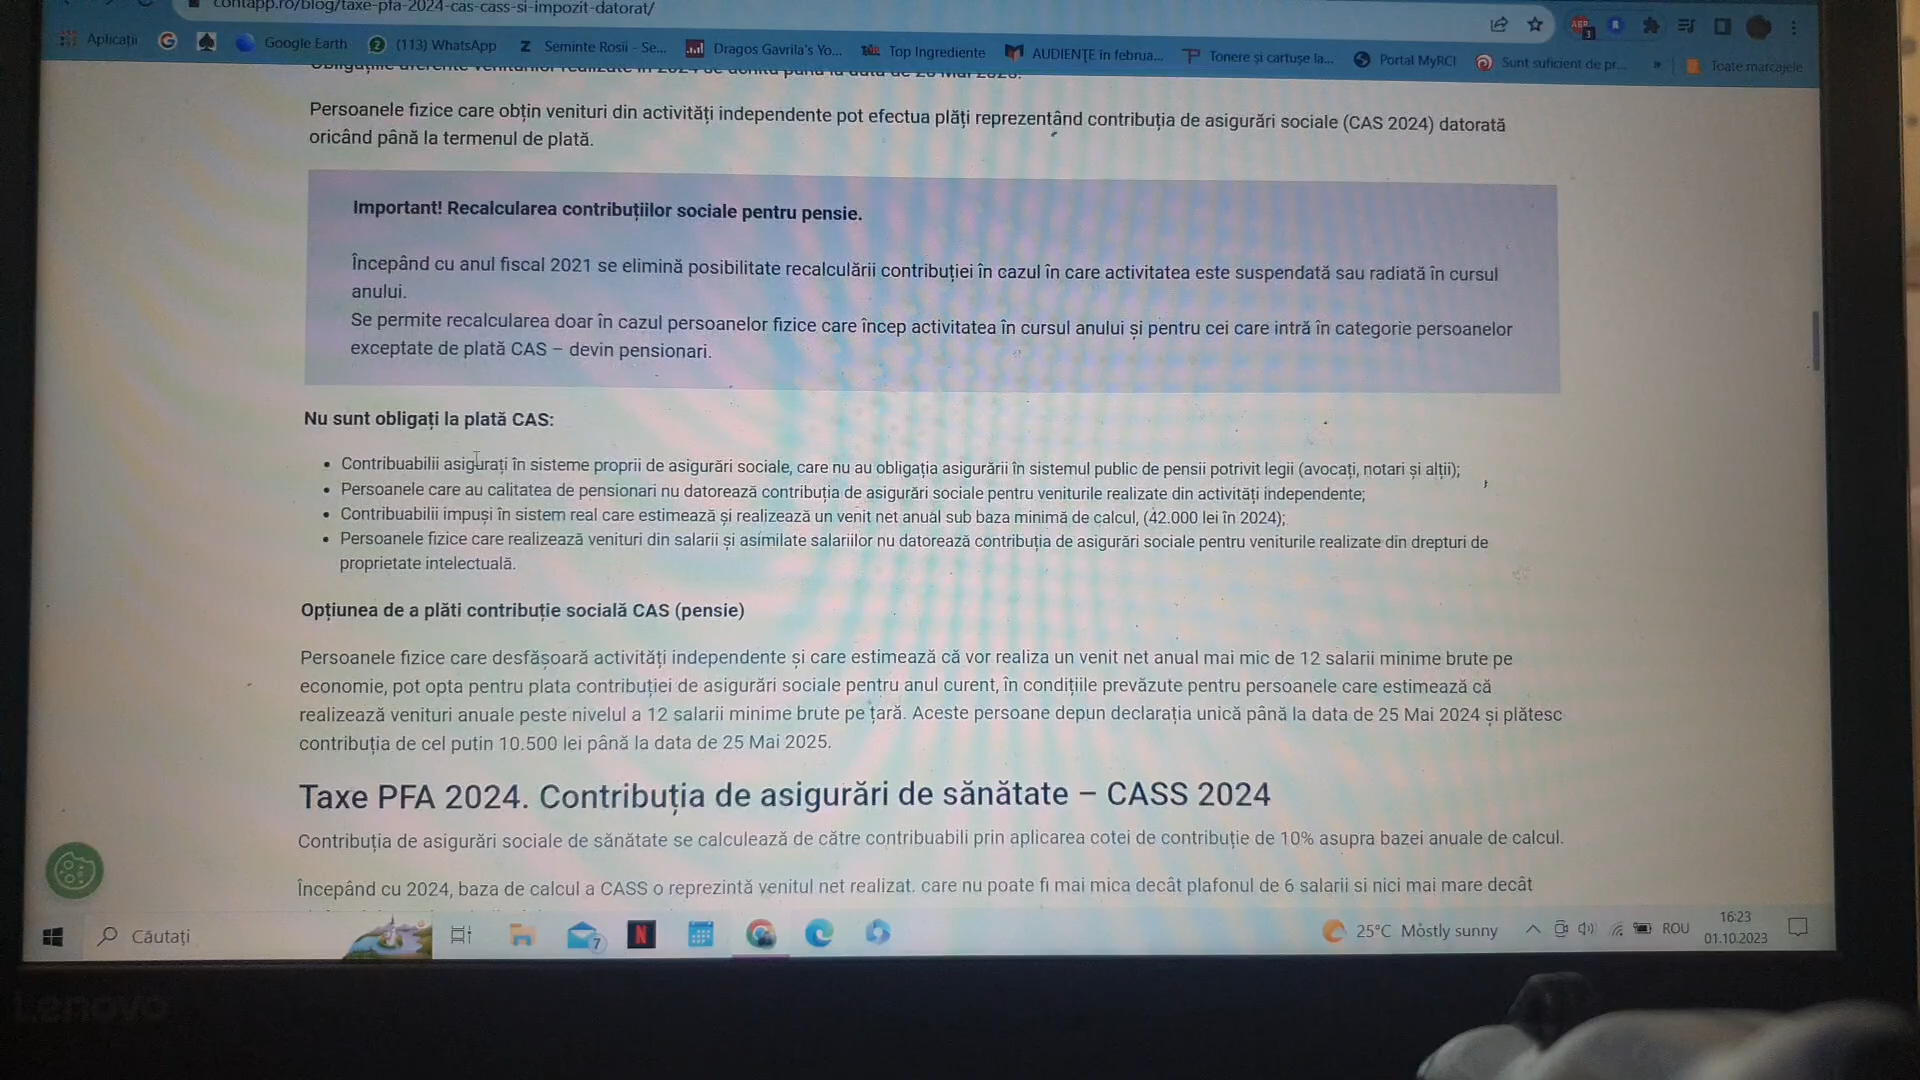 contapp.ro/blog/taxe-pfa-2024-cas-cass-si-impozit-datorat/
Aplicații
Google Earth
(113) WhatsApp
Seminte Rosii - Se...
Dragos Gavrila's Yo...
Top Ingrediente
AUDIENȚE în februa...
Tonere și cartușe la...
Portal MyRCI
Sunt suficient de pr...
»
Toate marcajele
Persoanele fizice care obțin venituri din activități independente pot efectua plăți reprezentând contribuția de asigurări sociale (CAS 2024) datorată
oricând până la termenul de plată.
Important! Recalcularea contribuțiilor sociale pentru pensie.
Începând cu anul fiscal 2021 se elimină posibilitate recalculării contribuției în cazul în care activitatea este suspendată sau radiată în cursul
anului.
Se permite recalcularea doar în cazul persoanelor fizice care încep activitatea în cursul anului și pentru cei care intră în categorie persoanelor
exceptate de plată CAS – devin pensionari.
Nu sunt obligați la plată CAS:
• Contribuabilii asigurați în sisteme proprii de asigurări sociale, care nu au obligația asigurării în sistemul public de pensii potrivit legii (avocați, notari și alții);
• Persoanele care au calitatea de pensionari nu datorează contribuția de asigurări sociale pentru veniturile realizate din activități independente;
• Contribuabilii impuși în sistem real care estimează și realizează un venit net anual sub baza minimă de calcul, (42.000 lei în 2024);
• Persoanele fizice care realizează venituri din salarii și asimilate salariilor nu datorează contribuția de asigurări sociale pentru veniturile realizate din drepturi de
proprietate intelectuală.
Opțiunea de a plăti contribuție socială CAS (pensie)
Persoanele fizice care desfășoară activități independente și care estimează că vor realiza un venit net anual mai mic de 12 salarii minime brute pe
economie, pot opta pentru plata contribuției de asigurări sociale pentru anul curent, în condițiile prevăzute pentru persoanele care estimează că
realizează venituri anuale peste nivelul a 12 salarii minime brute pe țară. Aceste persoane depun declarația unică până la data de 25 Mai 2024 și plătesc
contribuția de cel putin 10.500 lei până la data de 25 Mai 2025.
Taxe PFA 2024. Contribuția de asigurări de sănătate – CASS 2024
Contribuția de asigurări sociale de sănătate se calculează de către contribuabili prin aplicarea cotei de contribuție de 10% asupra bazei anuale de calcul.
Începând cu 2024, baza de calcul a CASS o reprezintă venitul net realizat. care nu poate fi mai mica decât plafonul de 6 salarii si nici mai mare decât
Căutați
7
N
25°C Mostly sunny
ROU
16:23
01.10.2023
Lenovo